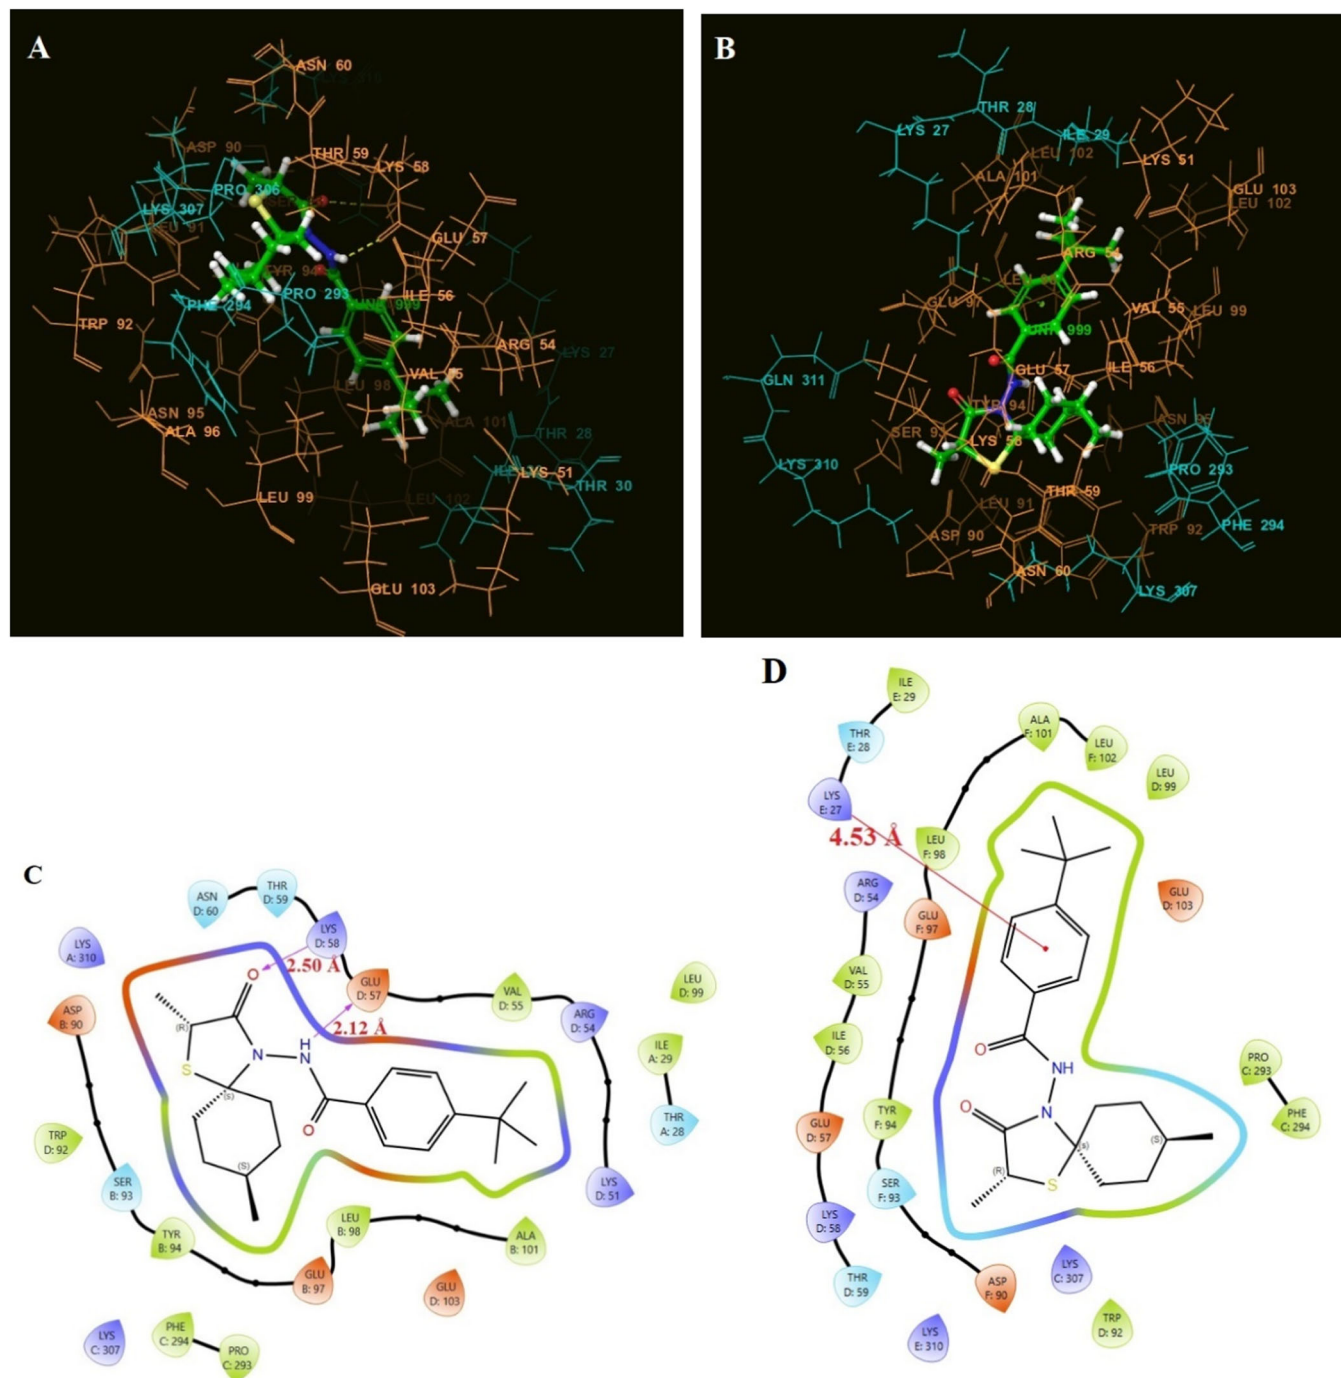 A
ASN 60
ASP 90
THR 59
LYS 58
PRO 306
LYS 307
LEU 91
GLU 57
TYR 94
PRO 293
ILE 56
PHE 294
UNK 999
TRP 92
ARG 54
LYS 27
VAL 55
LEU 98
ASN 95
ALA 96
ALA 101
THR 28
LYS 51
THR 30
LEU 99
LEU 102
GLU 103
B
THR 28
LYS 27
ILE 29
LEU 102
LYS 51
ALA 101
GLU 103
LEU 102
ARG 54
GLU 97
VAL 55
LEU 99
UNK 999
GLU 57
ILE 56
GLN 311
TYR 94
ASN 95
SER 93
LYS 58
LYS 310
PRO 293
THR 59
LEU 91
TRP 92
PHE 294
ASP 90
ASN 60
LYS 307
C
ASN
D: 60
THR
D: 59
LYS
A: 310
LYS
D: 58
O
2.50 Å
GLU
D: 57
VAL
D: 55
LEU
D: 99
ASP
B: 90
ARG
D: 54
2.12 Å
(R)
O
H
N
NH
S
(s)
ILE
A: 29
THR
A: 28
TRP
D: 92
SER
B: 93
(S)
LYS
D: 51
TYR
B: 94
LEU
B: 98
ALA
B: 101
GLU
B: 97
GLU
D: 103
LYS
C: 307
PHE
C: 294
PRO
C: 293
D
ILE
E: 29
THR
E: 28
ALA
F: 101
LEU
F: 102
LEU
D: 99
LYS
E: 27
4.53 Å
LEU
F: 98
ARG
D: 54
GLU
F: 97
GLU
D: 103
VAL
D: 55
ILE
D: 56
O
NH
PRO
C: 293
PHE
C: 294
TYR
F: 94
GLU
D: 57
O
N
(S)
(s)
(R)
S
SER
F: 93
LYS
D: 58
THR
D: 59
ASP
F: 90
LYS
C: 307
LYS
E: 310
TRP
D: 92